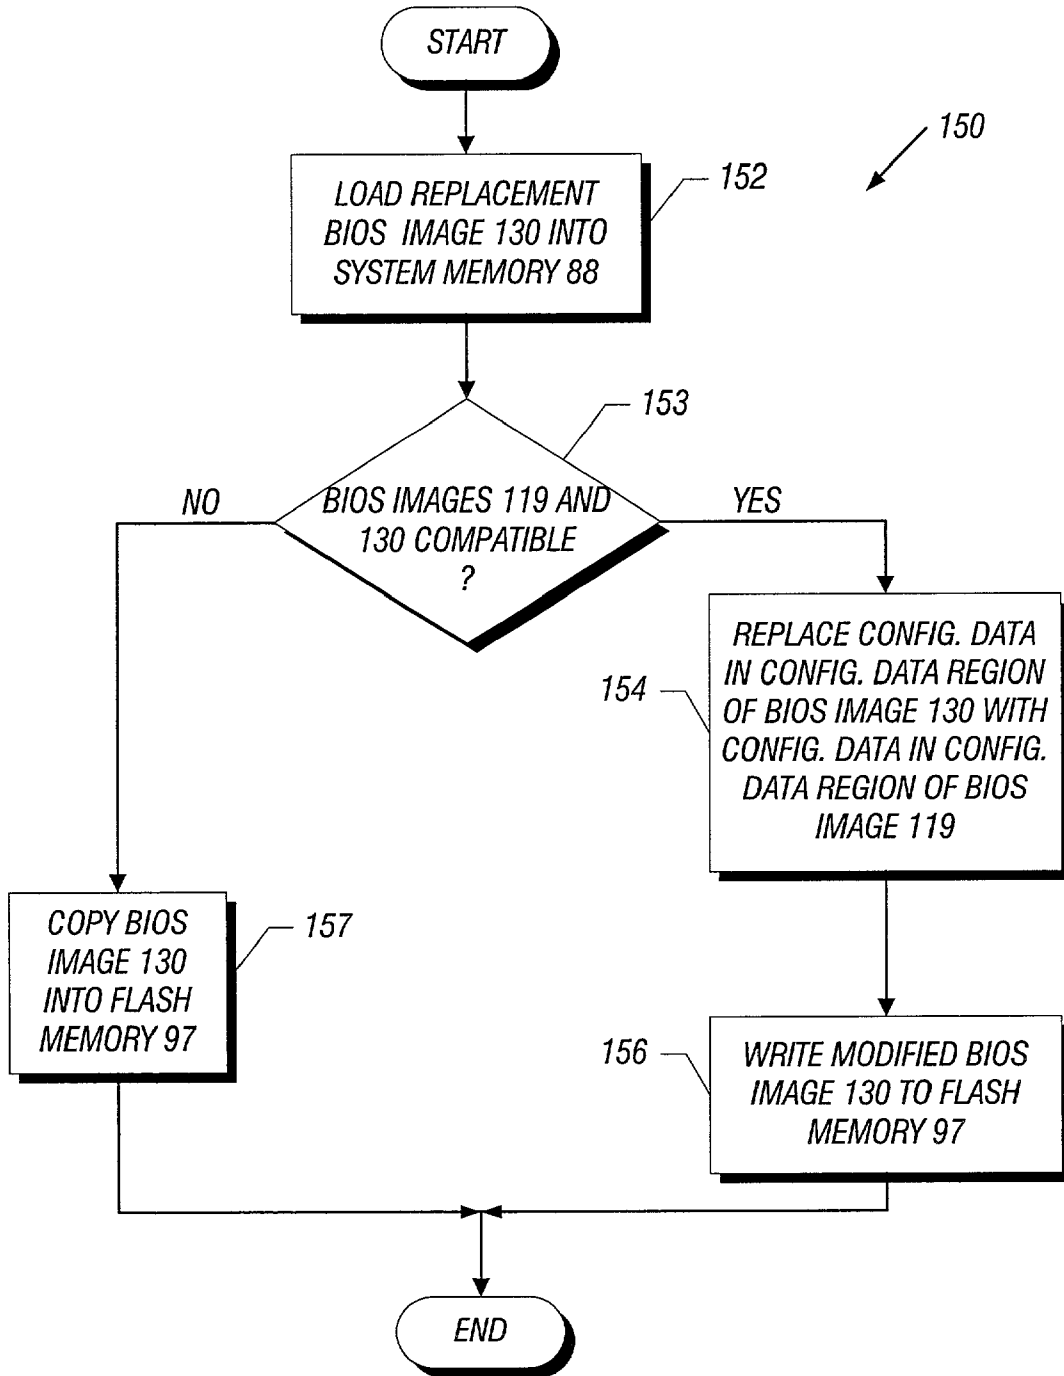 START
150
LOAD REPLACEMENT
BIOS IMAGE 130 INTO
SYSTEM MEMORY 88
152
BIOS IMAGES 119 AND
130 COMPATIBLE
?
153
NO
YES
REPLACE CONFIG. DATA
IN CONFIG. DATA REGION
OF BIOS IMAGE 130 WITH
CONFIG. DATA IN CONFIG.
DATA REGION OF BIOS
IMAGE 119
154
COPY BIOS
IMAGE 130
INTO FLASH
MEMORY 97
157
156
WRITE MODIFIED BIOS
IMAGE 130 TO FLASH
MEMORY 97
END